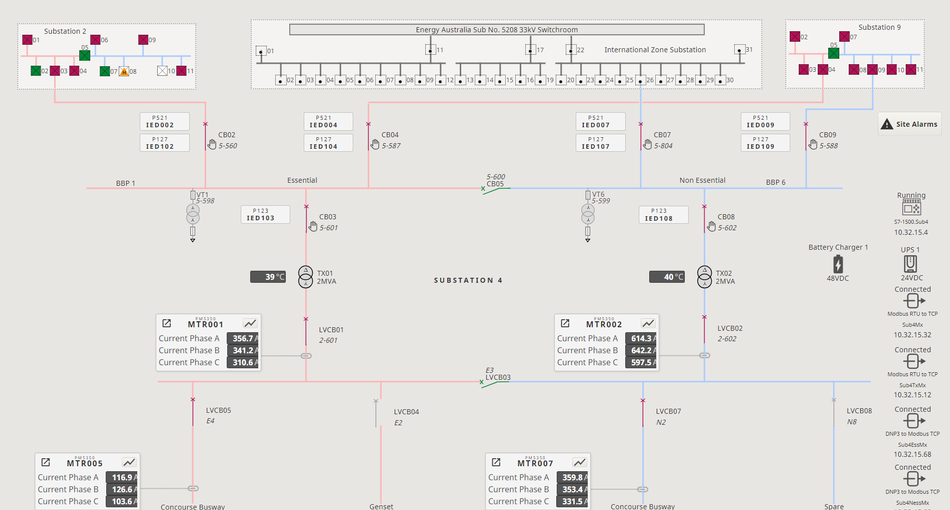 Substation 2
01
06
09
05
02
03
04
07
08
10
11
Energy Australia Sub No. 5208 33kV Switchroom
International Zone Substation
01
11
17
22
31
02
03
04
05
06
07
08
09
12
13
14
15
16
18
19
20
23
24
25
26
27
28
29
30
Substation 9
02
07
05
03
04
08
09
10
11
Site Alarms
P521
IED002
P127
IED102
CB02
5-560
P521
IED004
P127
IED104
CB04
5-587
P521
IED007
P127
IED107
CB07
5-804
P521
IED009
P127
IED109
CB09
5-588
BBP 1
Essential
5-600
CB05
Non Essential
BBP 6
VT1
5-598
P123
IED103
CB03
5-601
VT6
5-599
P123
IED108
CB08
5-602
Running
S7-1500.Sub4
10.32.15.4
Battery Charger 1
48VDC
UPS 1
24VDC
39 °C
TX01
2MVA
SUBSTATION 4
40 °C
TX02
2MVA
Connected
Modbus RTU to TCP
Sub4Mx
10.32.15.32
PM5350
MTR001
Current Phase A 356.7 A
Current Phase B 341.2 A
Current Phase C 310.6 A
LVCB01
2-601
PM5350
MTR002
Current Phase A 614.3 A
Current Phase B 642.2 A
Current Phase C 597.5 A
LVCB02
2-602
Connected
Modbus RTU to TCP
Sub4TxMx
10.32.15.12
E3
LVCB03
LVCB05
E4
LVCB04
E2
LVCB07
N2
LVCB08
N8
Connected
DNP3 to Modbus TCP
Sub4EssMx
10.32.15.68
PM5350
MTR005
Current Phase A 116.9 A
Current Phase B 126.6 A
Current Phase C 103.6 A
PM5350
MTR007
Current Phase A 359.8 A
Current Phase B 353.4 A
Current Phase C 331.5 A
Connected
DNP3 to Modbus TCP
Sub4NessMx
Concourse Busway
Genset
Concourse Busway
Spare